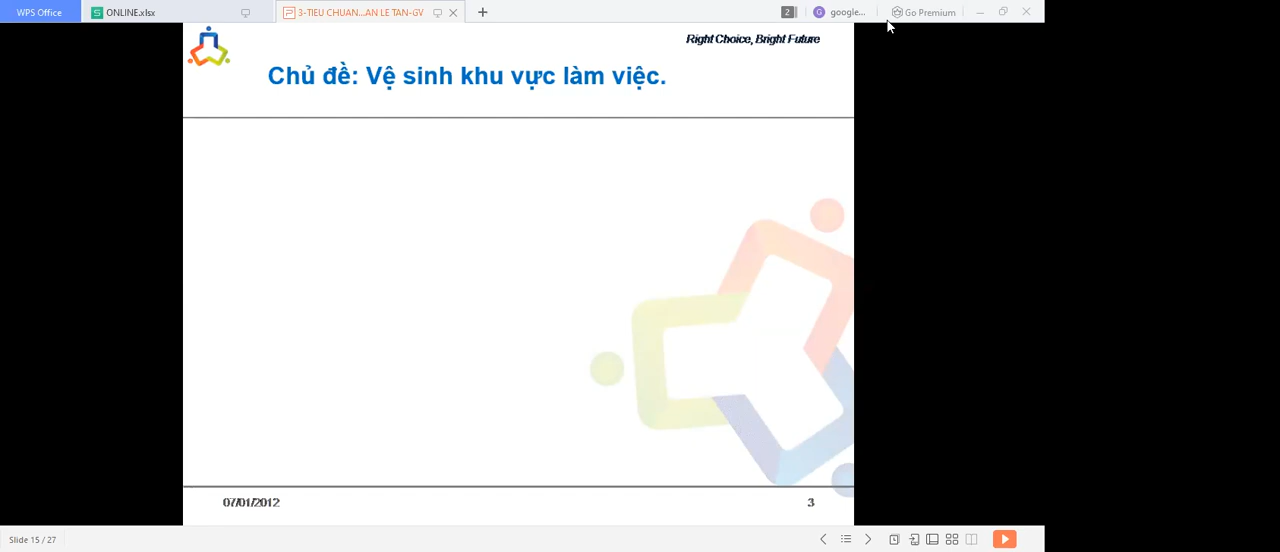 WPS Office
ONLINE.xlsx
3-TIEU CHUAN...AN LE TAN-GV
2
google...
Go Premium
Right Choice, Bright Future
Chủ đề: Vệ sinh khu vực làm việc.
07/01/2012
3
Slide 15 / 27